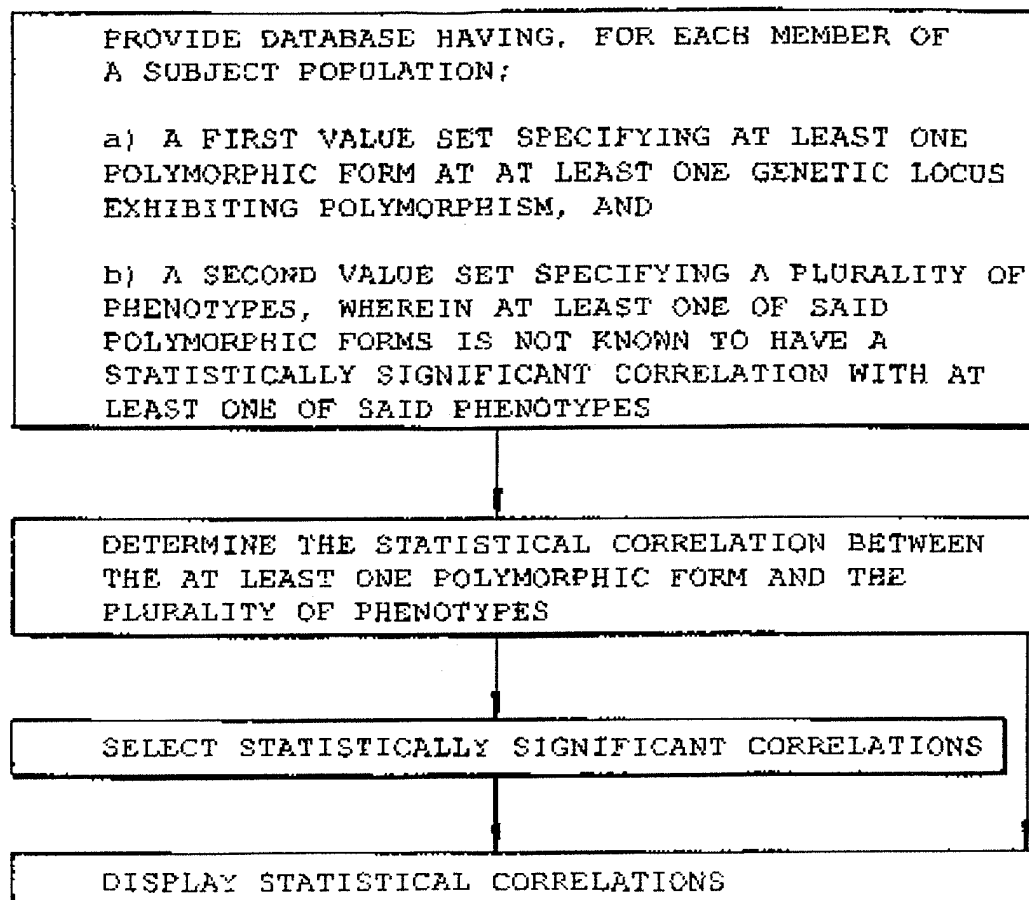 PROVIDE DATABASE HAVING, FOR EACH MEMBER OF
A SUBJECT POPULATION;
a) A FIRST VALUE SET SPECIFYING AT LEAST ONE
POLYMORPHIC FORM AT AT LEAST ONE GENETIC LOCUS
EXHIBITING POLYMORPHISM, AND
b) A SECOND VALUE SET SPECIFYING A PLURALITY OF
PHENOTYPES, WHEREIN AT LEAST ONE OF SAID
POLYMORPHIC FORMS IS NOT KNOWN TO HAVE A
STATISTICALLY SIGNIFICANT CORRELATION WITH AT
LEAST ONE OF SAID PHENOTYPES
DETERMINE THE STATISTICAL CORRELATION BETWEEN
THE AT LEAST ONE POLYMORPHIC FORM AND THE
PLURALITY OF PHENOTYPES
SELECT STATISTICALLY SIGNIFICANT CORRELATIONS
DISPLAY STATISTICAL CORRELATIONS